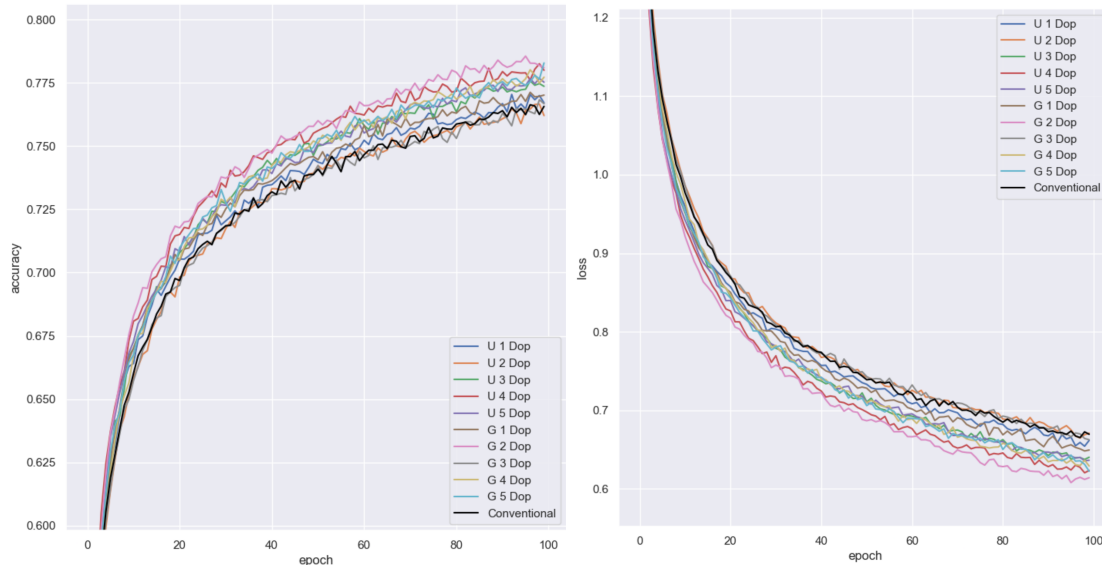 0.800
0.775
0.750
0.725
0.700
0.675
0.650
0.625
0.600
accuracy
0
20
40
60
80
100
epoch
U 1 Dop
U 2 Dop
U 3 Dop
U 4 Dop
U 5 Dop
G 1 Dop
G 2 Dop
G 3 Dop
G 4 Dop
G 5 Dop
Conventional
1.2
1.1
1.0
0.9
0.8
0.7
0.6
loss
0
20
40
60
80
100
epoch
U 1 Dop
U 2 Dop
U 3 Dop
U 4 Dop
U 5 Dop
G 1 Dop
G 2 Dop
G 3 Dop
G 4 Dop
G 5 Dop
Conventional